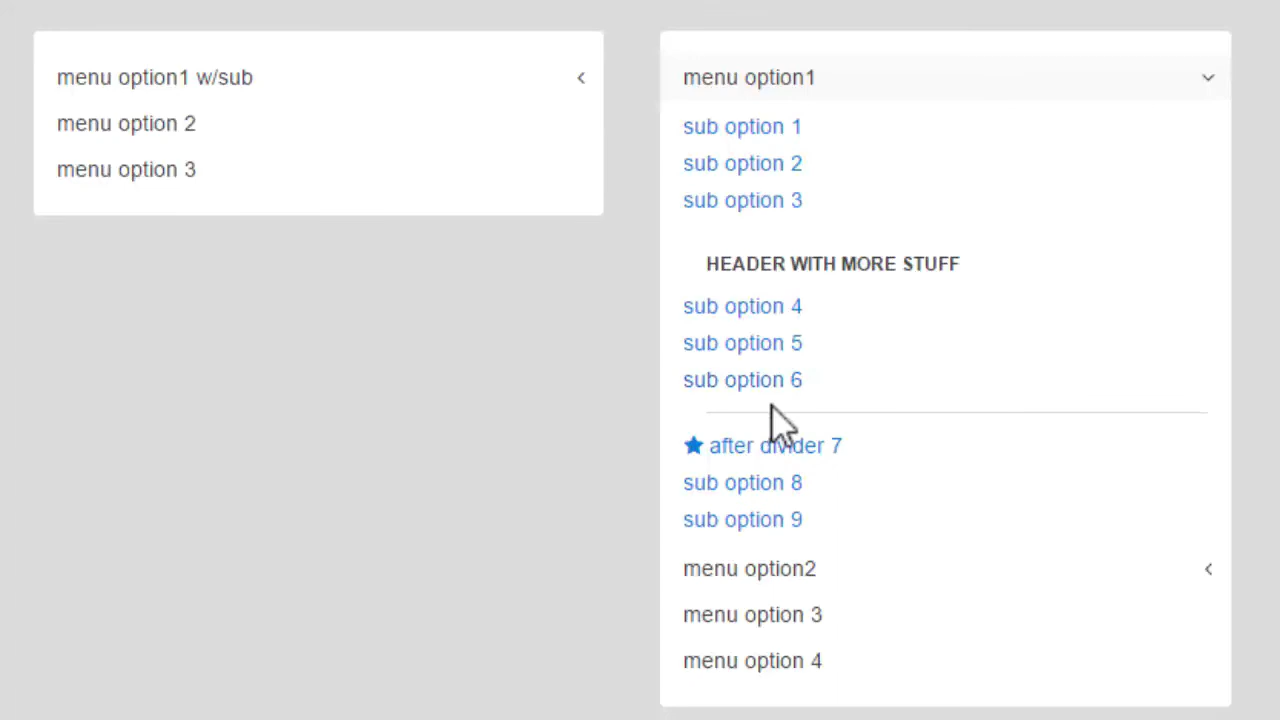 menu option1 w/sub
menu option 2
menu option 3
menu option1
sub option 1
sub option 2
sub option 3
HEADER WITH MORE STUFF
sub option 4
sub option 5
sub option 6
after divider 7
sub option 8
sub option 9
menu option2
menu option 3
menu option 4